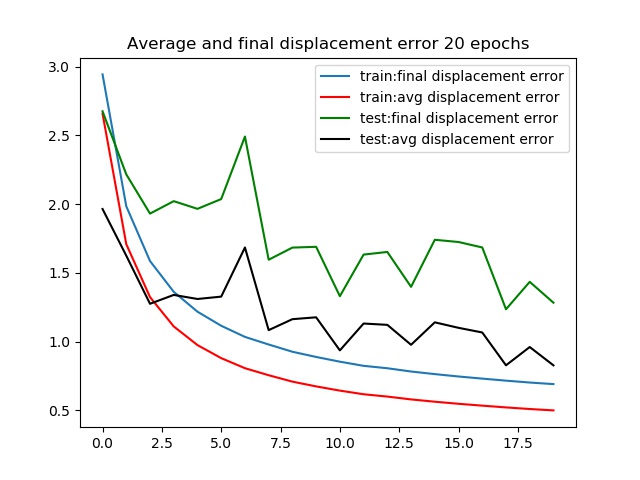 Average and final displacement error 20 epochs
train:final displacement error
train:avg displacement error
test:final displacement error
test:avg displacement error
3.0
2.5
2.0
1.5
1.0
0.5
0.0 2.5 5.0 7.5 10.0 12.5 15.0 17.5